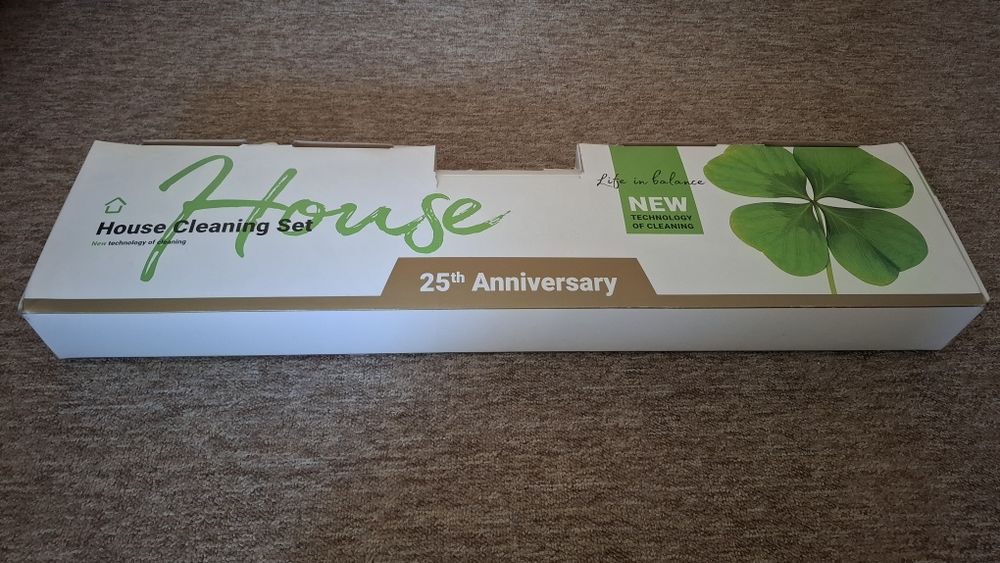 House
House Cleaning Set
New technology of cleaning
Life in balance
NEW
TECHNOLOGY
OF CLEANING
25th Anniversary